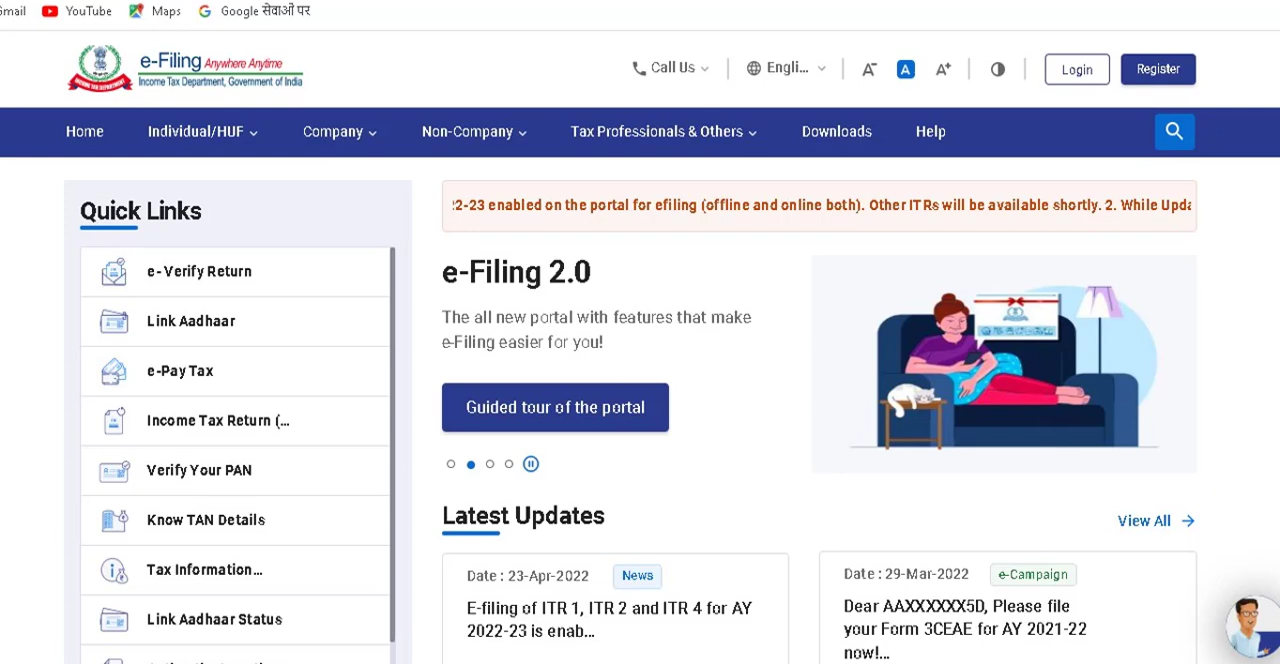 Gmail YouTube Maps Google सेवाओं पर
e-Filing Anywhere Anytime
Income Tax Department, Government of India
Call Us
Engli...
A-
A
A+
Login
Register
Home Individual/HUF Company Non-Company Tax Professionals & Others Downloads Help
Quick Links
e-Verify Return
Link Aadhaar
e-Pay Tax
Income Tax Return (...
Verify Your PAN
Know TAN Details
Tax Information...
Link Aadhaar Status
22-23 enabled on the portal for efiling (offline and online both). Other ITRs will be available shortly. 2. While Upda
e-Filing 2.0
The all new portal with features that make
e-Filing easier for you!
Guided tour of the portal
Latest Updates
View All
Date : 23-Apr-2022 News
E-filing of ITR 1, ITR 2 and ITR 4 for AY
2022-23 is enab...
Date : 29-Mar-2022 e-Campaign
Dear AAXXXXXX5D, Please file
your Form 3CEAE for AY 2021-22
now!...